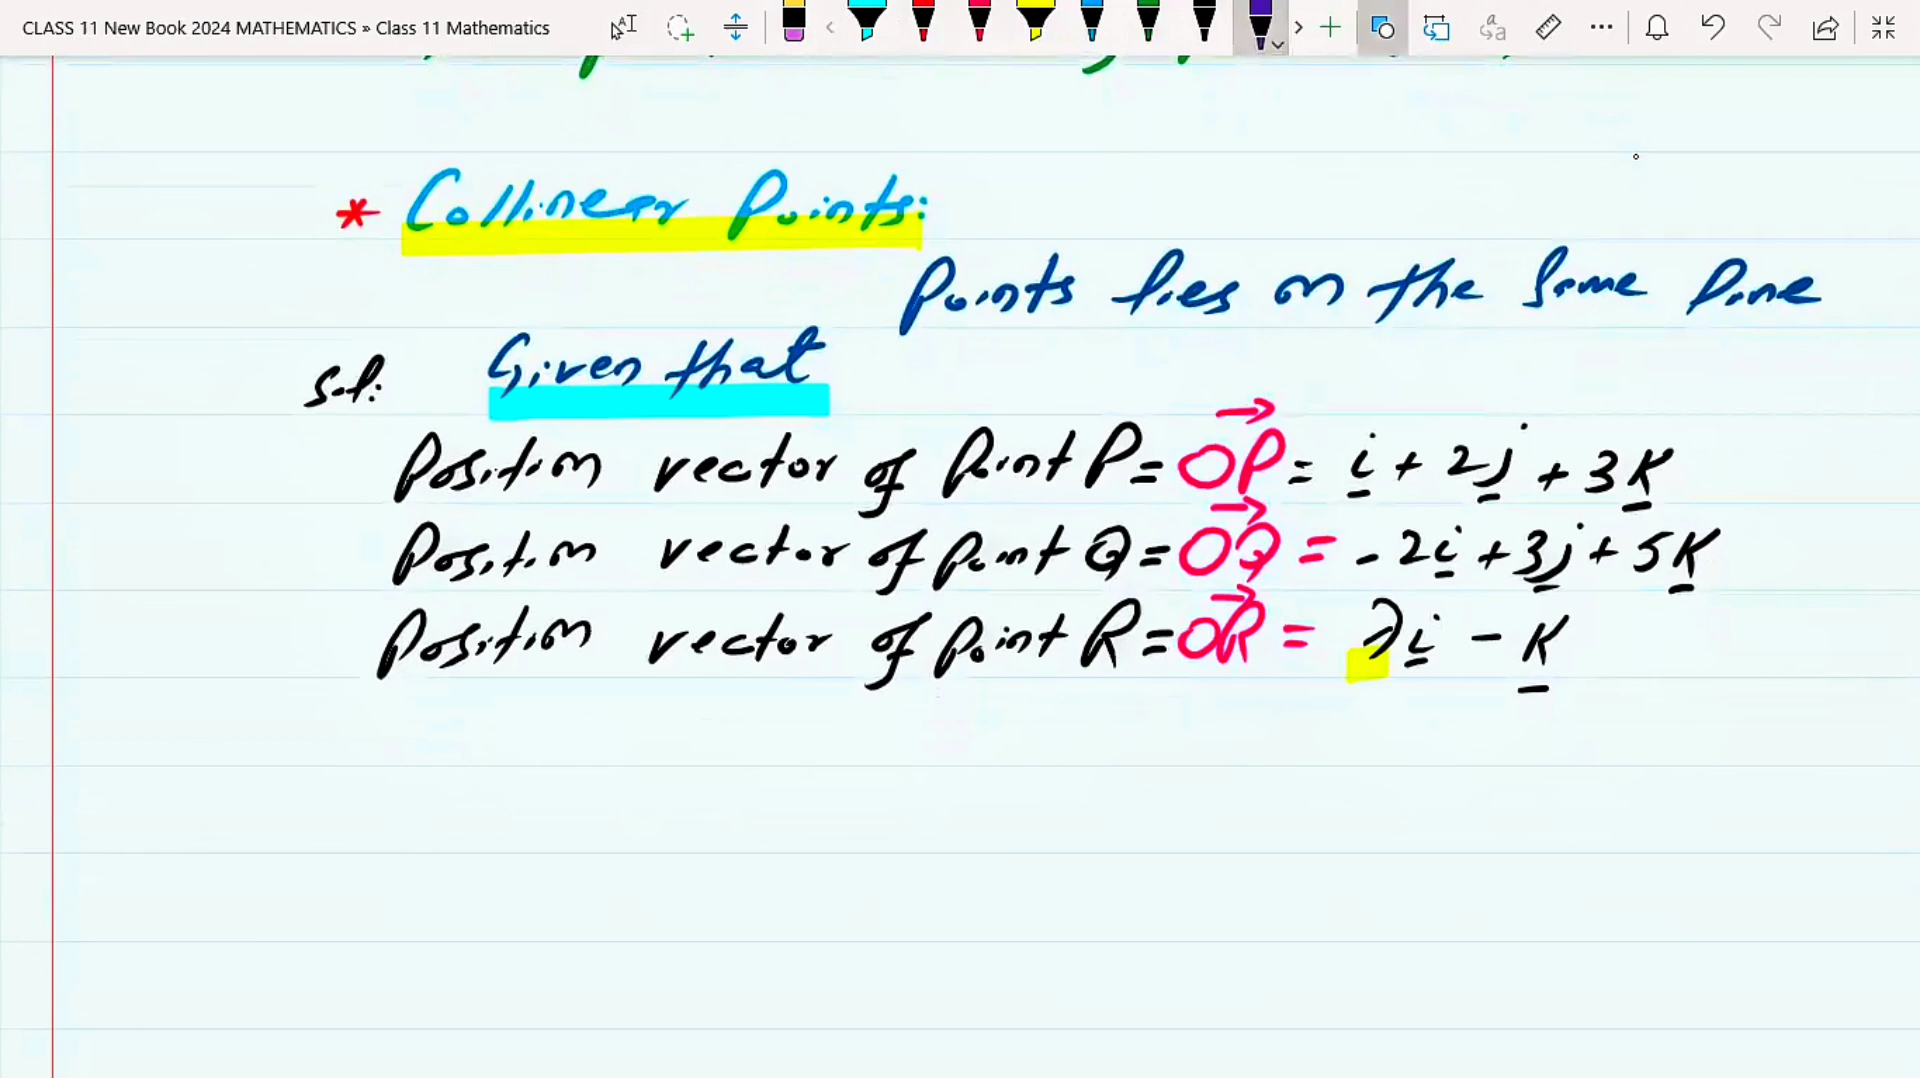 CLASS 11 New Book 2024 MATHEMATICS » Class 11 Mathematics
* Collinear Points:
Points lies on the Same line
Sol: Given that
Position vector of Point P = OP = i + 2j + 3K
Position vector of point Q = OQ = - 2i + 3j + 5K
Position vector of point R = OR = 7i - K